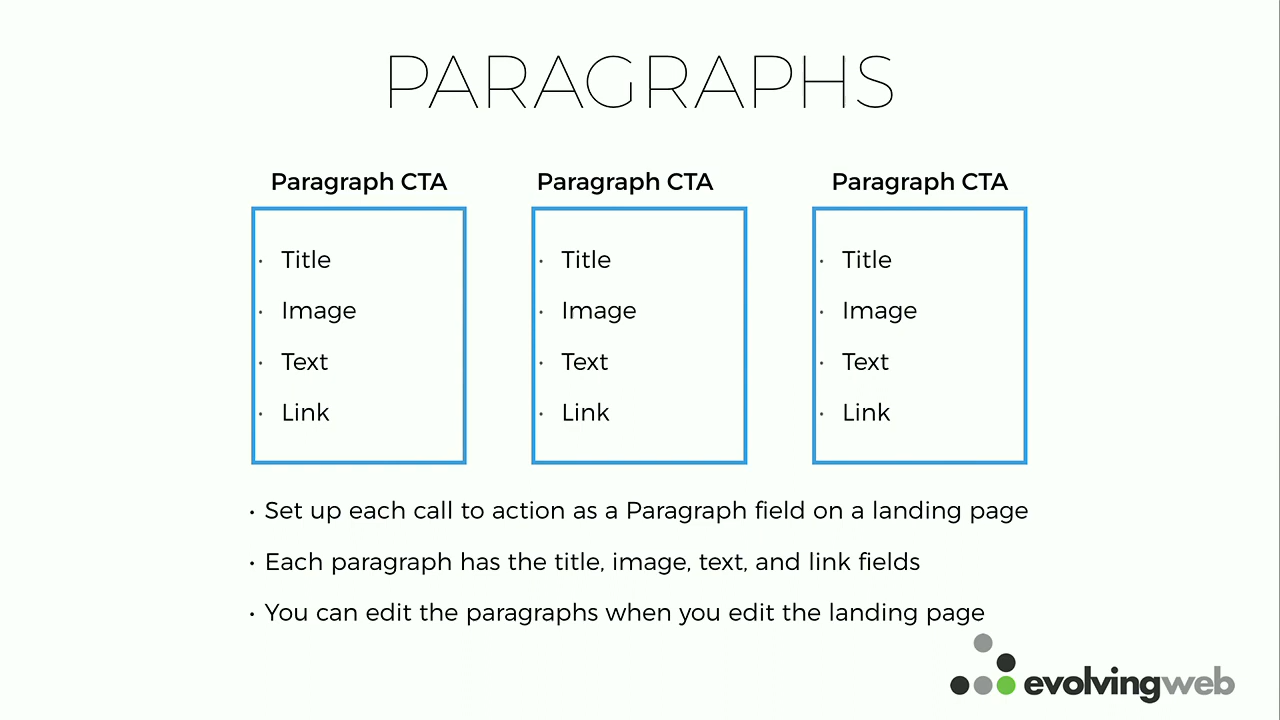 PARAGRAPHS
Paragraph CTA
· Title
· Image
· Text
· Link
Paragraph CTA
· Title
· Image
· Text
· Link
Paragraph CTA
· Title
· Image
· Text
· Link
· Set up each call to action as a Paragraph field on a landing page
· Each paragraph has the title, image, text, and link fields
· You can edit the paragraphs when you edit the landing page
evolvingweb